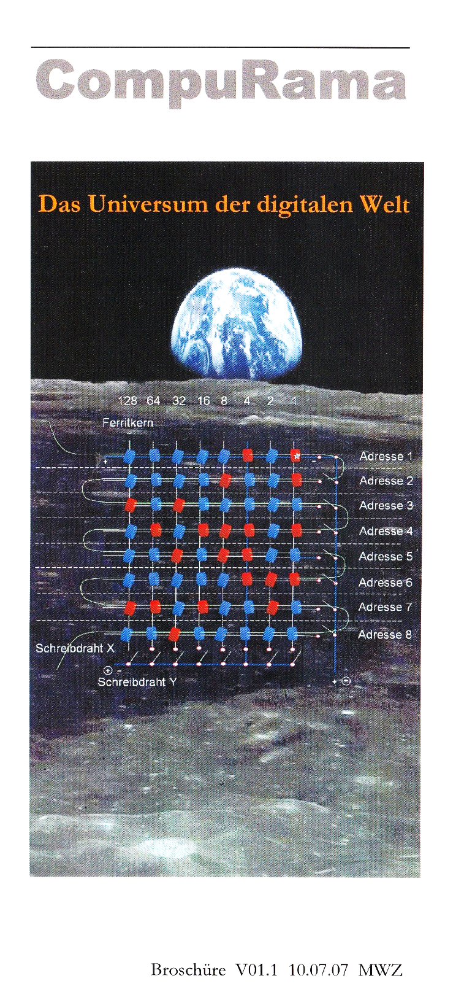 CompuRama
Das Universum der digitalen Welt
128 64 32 16 8 4 2 1
Ferritkern
+ - Adresse 1
Adresse 2
Adresse 3
Adresse 4
Adresse 5
Adresse 6
Adresse 7
Adresse 8
Schreibdraht X
+ -
Schreibdraht Y
+ -
Broschüre V01.1 10.07.07 MWZ